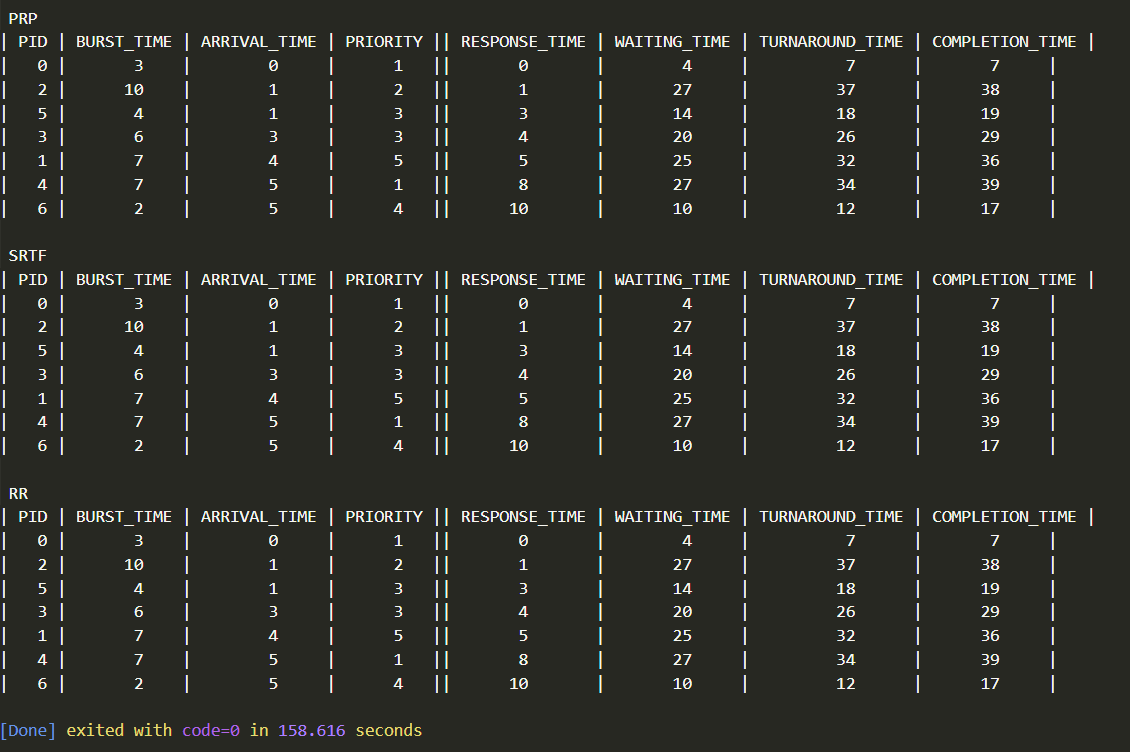 PRP
| PID | BURST_TIME | ARRIVAL_TIME | PRIORITY || RESPONSE_TIME | WAITING_TIME | TURNAROUND_TIME | COMPLETION_TIME |
| 0 | 3 | 0 | 1 || 0 | 4 | 7 | 7 |
| 2 | 10 | 1 | 2 || 1 | 27 | 37 | 38 |
| 5 | 4 | 1 | 3 || 3 | 14 | 18 | 19 |
| 3 | 6 | 3 | 3 || 4 | 20 | 26 | 29 |
| 1 | 7 | 4 | 5 || 5 | 25 | 32 | 36 |
| 4 | 7 | 5 | 1 || 8 | 27 | 34 | 39 |
| 6 | 2 | 5 | 4 || 10 | 10 | 12 | 17 |
SRTF
| PID | BURST_TIME | ARRIVAL_TIME | PRIORITY || RESPONSE_TIME | WAITING_TIME | TURNAROUND_TIME | COMPLETION_TIME |
| 0 | 3 | 0 | 1 || 0 | 4 | 7 | 7 |
| 2 | 10 | 1 | 2 || 1 | 27 | 37 | 38 |
| 5 | 4 | 1 | 3 || 3 | 14 | 18 | 19 |
| 3 | 6 | 3 | 3 || 4 | 20 | 26 | 29 |
| 1 | 7 | 4 | 5 || 5 | 25 | 32 | 36 |
| 4 | 7 | 5 | 1 || 8 | 27 | 34 | 39 |
| 6 | 2 | 5 | 4 || 10 | 10 | 12 | 17 |
RR
| PID | BURST_TIME | ARRIVAL_TIME | PRIORITY || RESPONSE_TIME | WAITING_TIME | TURNAROUND_TIME | COMPLETION_TIME |
| 0 | 3 | 0 | 1 || 0 | 4 | 7 | 7 |
| 2 | 10 | 1 | 2 || 1 | 27 | 37 | 38 |
| 5 | 4 | 1 | 3 || 3 | 14 | 18 | 19 |
| 3 | 6 | 3 | 3 || 4 | 20 | 26 | 29 |
| 1 | 7 | 4 | 5 || 5 | 25 | 32 | 36 |
| 4 | 7 | 5 | 1 || 8 | 27 | 34 | 39 |
| 6 | 2 | 5 | 4 || 10 | 10 | 12 | 17 |
[Done] exited with code=0 in 158.616 seconds